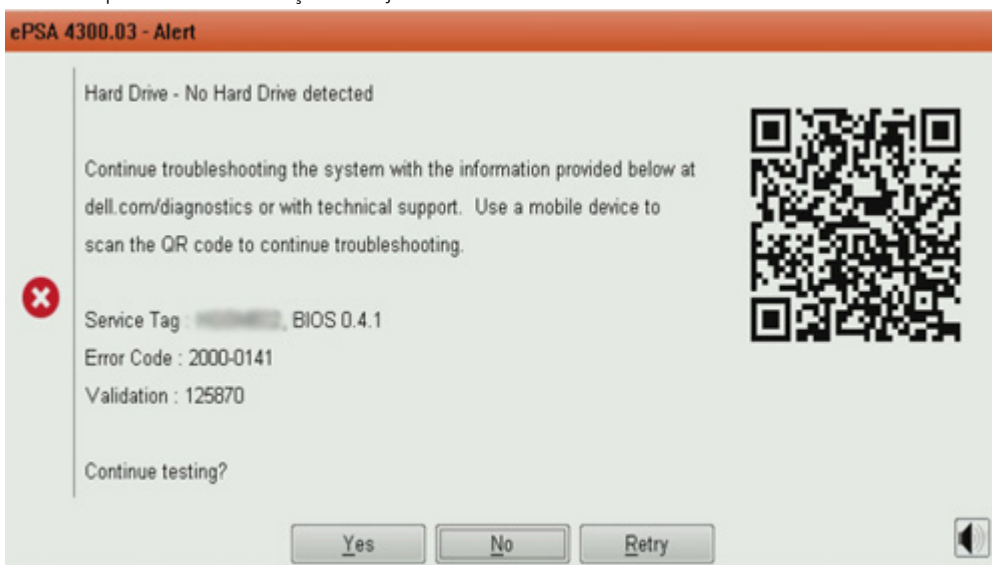 ePSA 4300.03 - Alert
Hard Drive - No Hard Drive detected
Continue troubleshooting the system with the information provided below at
dell.com/diagnostics or with technical support. Use a mobile device to
scan the QR code to continue troubleshooting.
Service Tag : , BIOS 0.4.1
Error Code : 2000-0141
Validation : 125870
Continue testing?
Yes No Retry